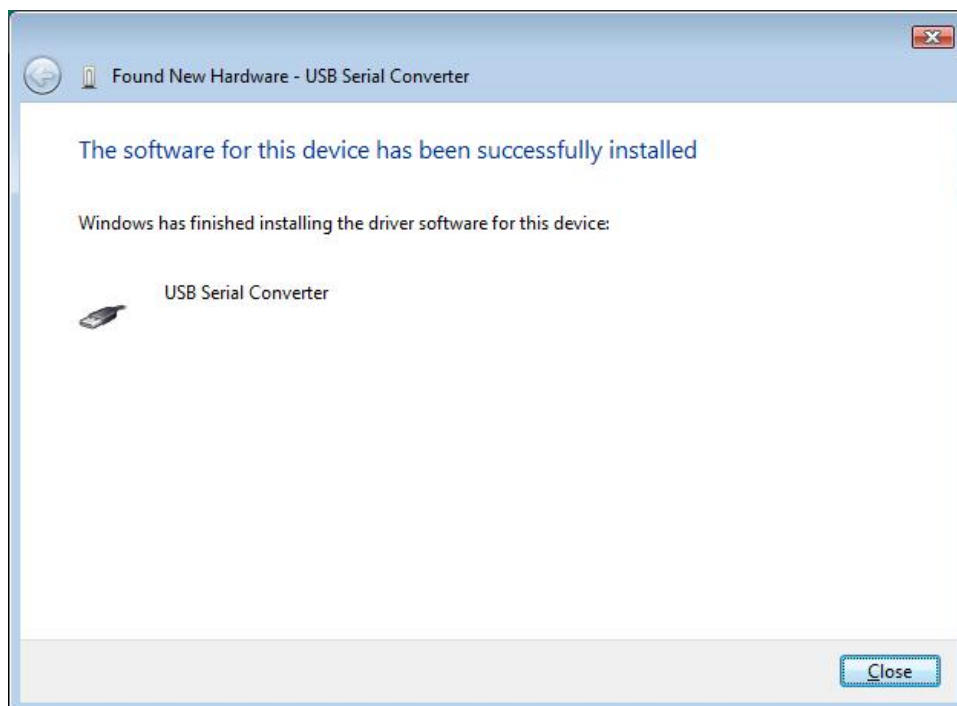 Found New Hardware - USB Serial Converter
The software for this device has been successfully installed
Windows has finished installing the driver software for this device:
USB Serial Converter
Close